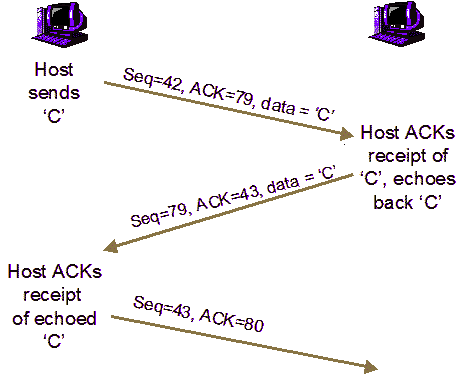 Host
sends
‘C’
Seq=42, ACK=79, data = ‘C’
Host ACKs
receipt of
‘C’, echoes
back ‘C’
Seq=79, ACK=43, data = ‘C’
Host ACKs
receipt
of echoed
‘C’
Seq=43, ACK=80